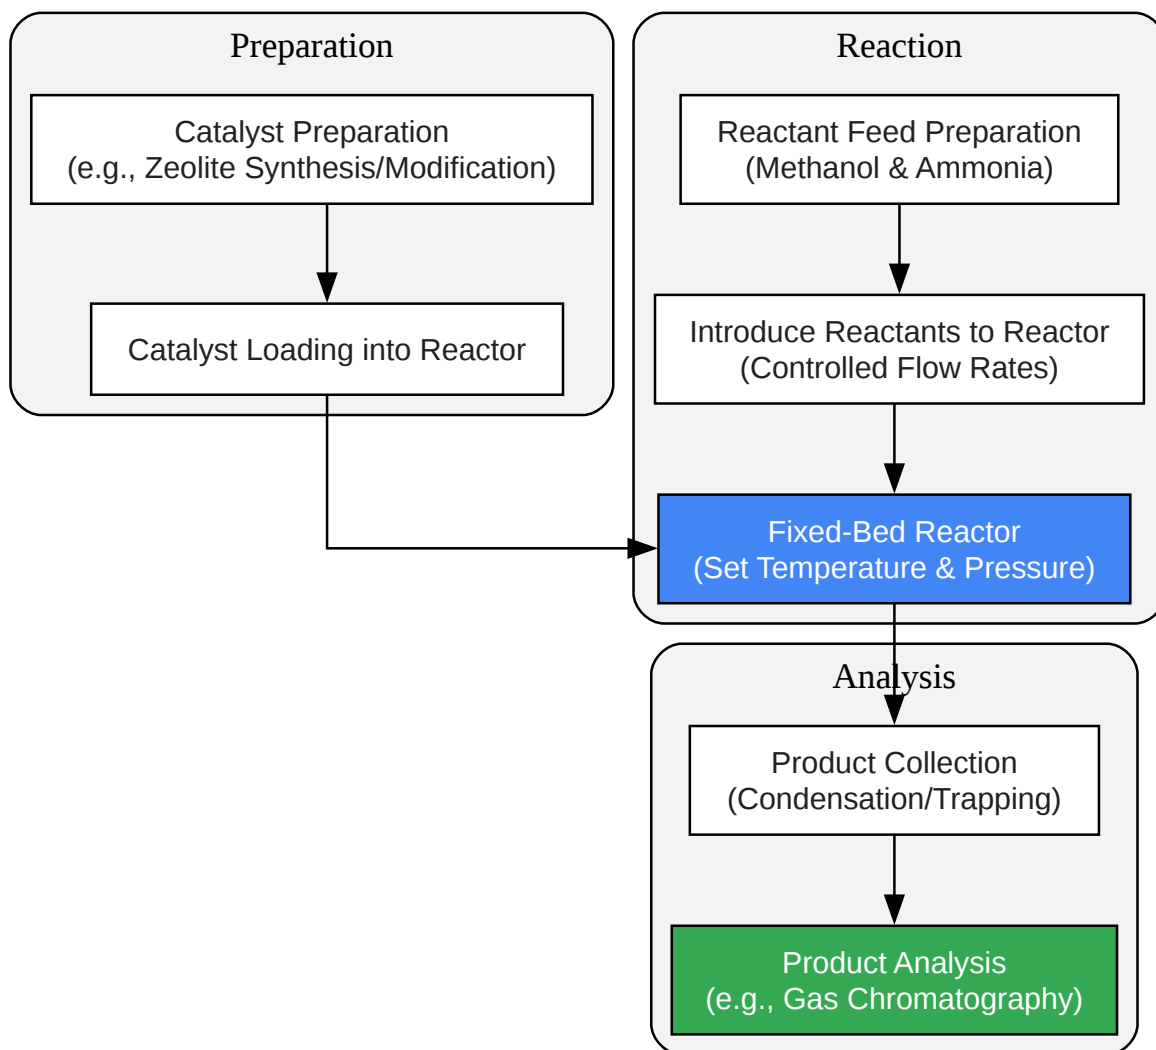 Preparation
Catalyst Preparation
(e.g., Zeolite Synthesis/Modification)
Catalyst Loading into Reactor
Reaction
Reactant Feed Preparation
(Methanol & Ammonia)
Introduce Reactants to Reactor
(Controlled Flow Rates)
Fixed-Bed Reactor
(Set Temperature & Pressure)
Analysis
Product Collection
(Condensation/Trapping)
Product Analysis
(e.g., Gas Chromatography)